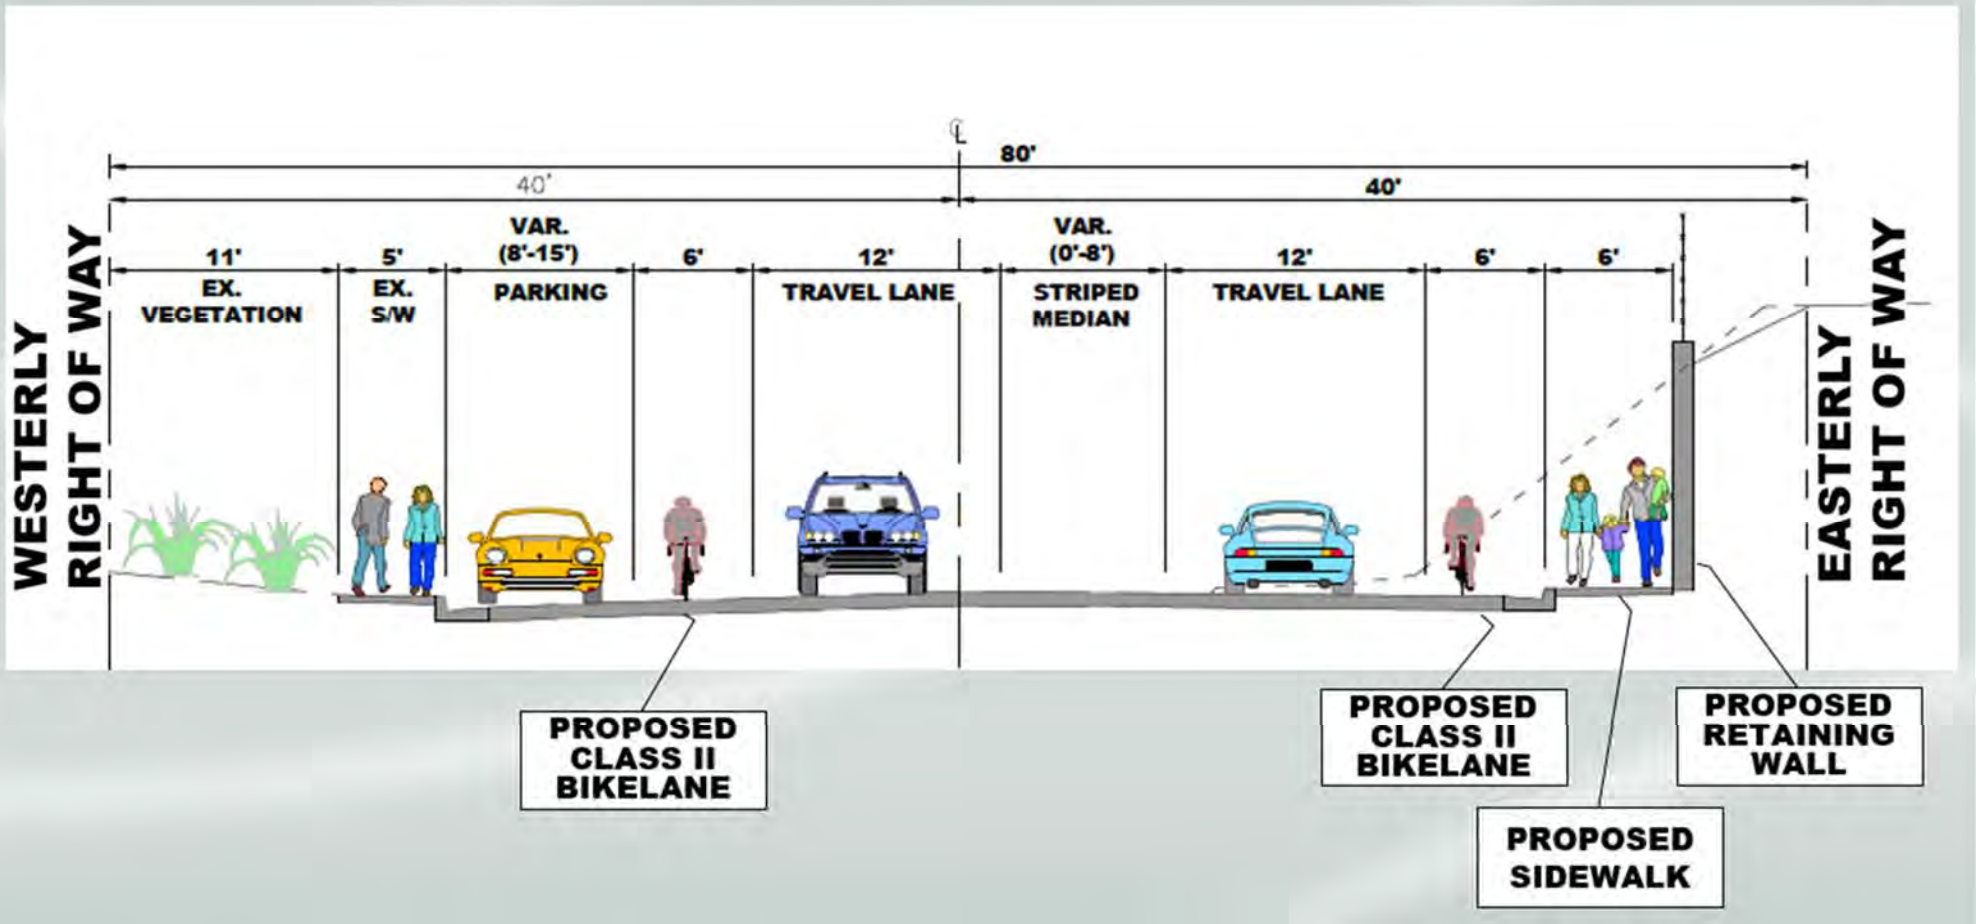 ℄
80'
40'
40'
VAR.
(8'-15')
VAR.
(0'-8')
11'
5'
6'
12'
12'
6'
6'
EX.
VEGETATION
EX.
S/W
PARKING
TRAVEL LANE
STRIPED
MEDIAN
TRAVEL LANE
WESTERLY
RIGHT OF WAY
EASTERLY
RIGHT OF WAY
PROPOSED
CLASS II
BIKELANE
PROPOSED
CLASS II
BIKELANE
PROPOSED
RETAINING
WALL
PROPOSED
SIDEWALK